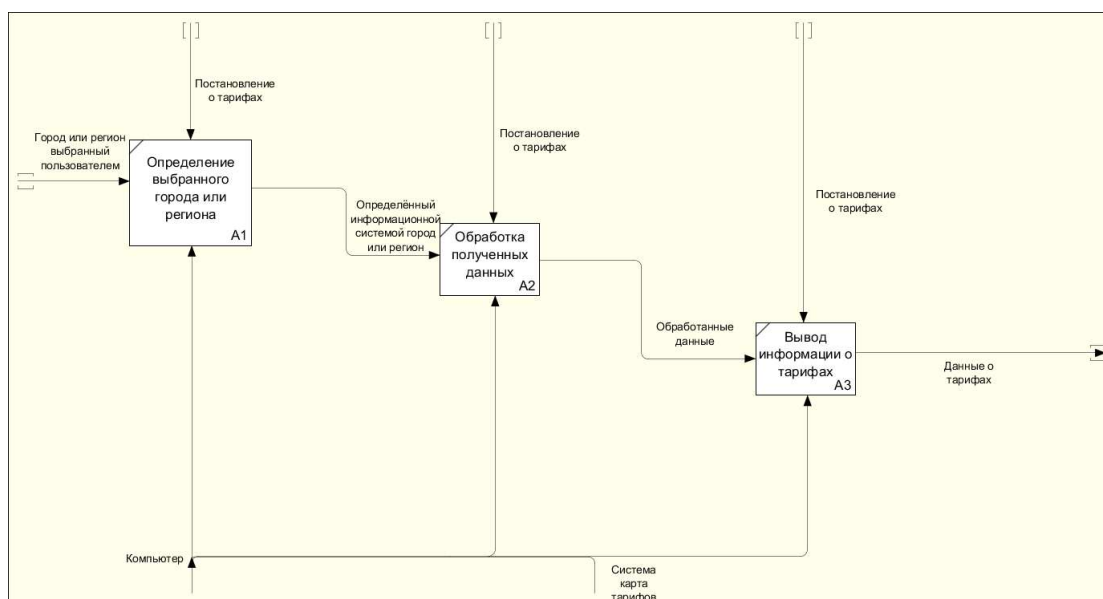 Постановление
о тарифах
Город или регион
выбранный
пользователем
Определение
выбранного
города или
региона
A1
Постановление
о тарифах
Определённый
информационной
системой город
или регион
Обработка
полученных
данных
A2
Постановление
о тарифах
Обработанные
данные
Вывод
информации о
тарифах
A3
Данные о
тарифах
Компьютер
Система
карта
тарифов